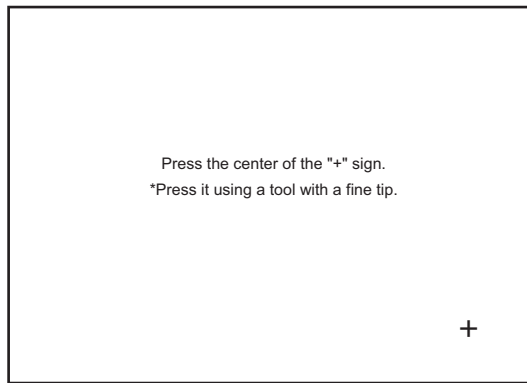 Press the center of the "+" sign.
*Press it using a tool with a fine tip.
+